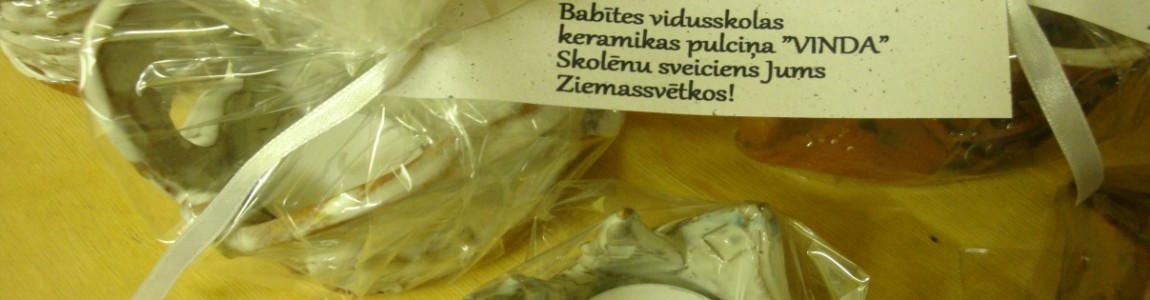 Babītes vidusskolas
keramikas pulciņa ”VINDA”
Skolēnu sveiciens Jums
Ziemassvētkos!